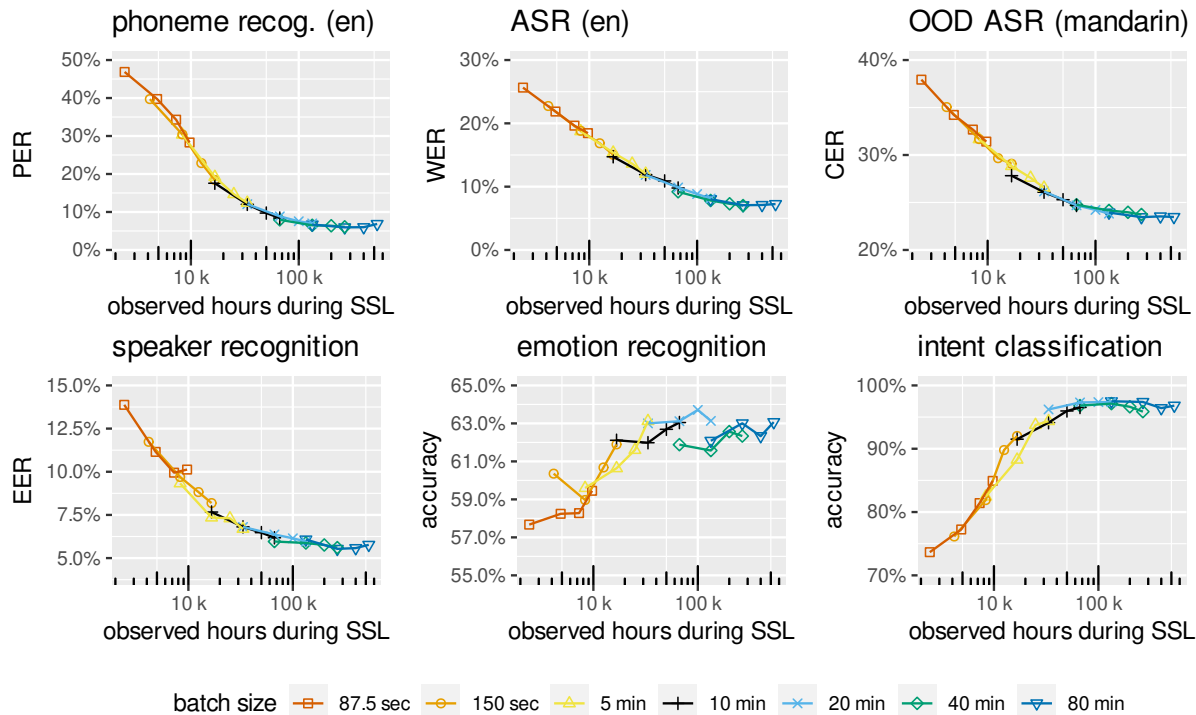 phoneme recog. (en)
ASR (en)
OOD ASR (mandarin)
PER
50%
40%
30%
20%
10%
0%
10 k
100 k
observed hours during SSL
WER
30%
20%
10%
0%
10 k
100 k
observed hours during SSL
CER
40%
30%
20%
10 k
100 k
observed hours during SSL
speaker recognition
emotion recognition
intent classification
EER
15.0%
12.5%
10.0%
7.5%
5.0%
10 k
100 k
observed hours during SSL
accuracy
65.0%
63.0%
61.0%
59.0%
57.0%
55.0%
10 k
100 k
observed hours during SSL
accuracy
100%
90%
80%
70%
10 k
100 k
observed hours during SSL
batch size 87.5 sec 150 sec 5 min 10 min 20 min 40 min 80 min